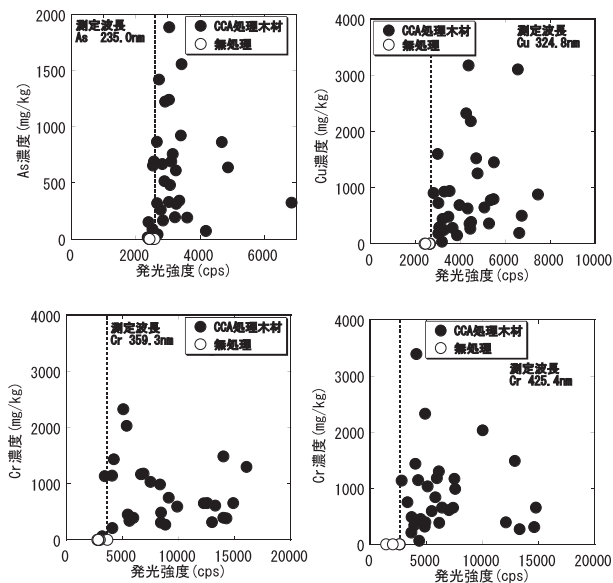 測定波長
As 235.0nm
CCA処理木材
無処理
As濃度(mg/kg)
2000
1500
1000
500
0
0 2000 4000 6000
発光強度(cps)
CCA処理木材
無処理
測定波長
Cu 324.8nm
Cu濃度(mg/kg)
4000
3000
2000
1000
0
0 2000 4000 6000 8000 10000
発光強度(cps)
測定波長
Cr 359.3nm
CCA処理木材
無処理
Cr濃度(mg/kg)
4000
3000
2000
1000
0
0 5000 10000 15000 20000
発光強度(cps)
CCA処理木材
無処理
測定波長
Cr 425.4nm
Cr濃度(mg/kg)
4000
3000
2000
1000
0
0 5000 10000 15000 20000
発光強度(cps)